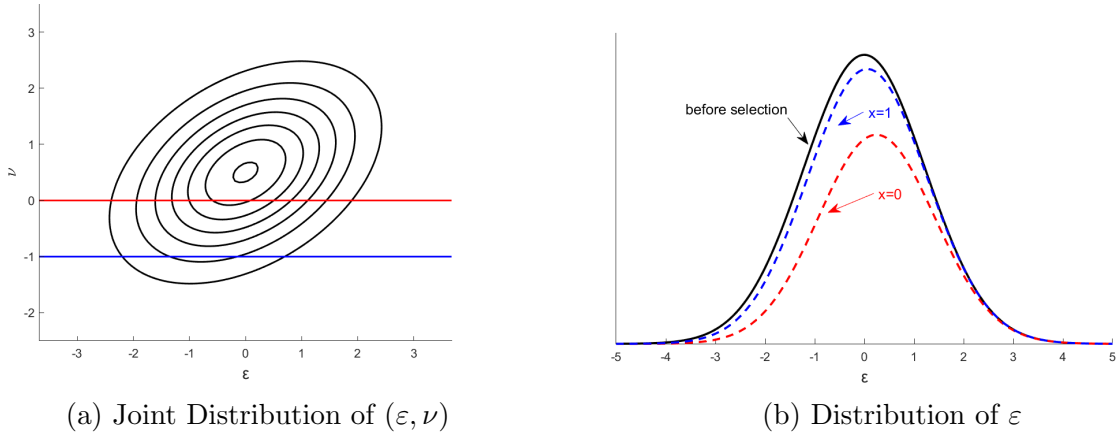 3
2
1
0
-1
-2
ν
-3 -2 -1 0 1 2 3
ε
(a) Joint Distribution of (ε, ν)
before selection
x=1
x=0
-5 -4 -3 -2 -1 0 1 2 3 4 5
ε
(b) Distribution of ε